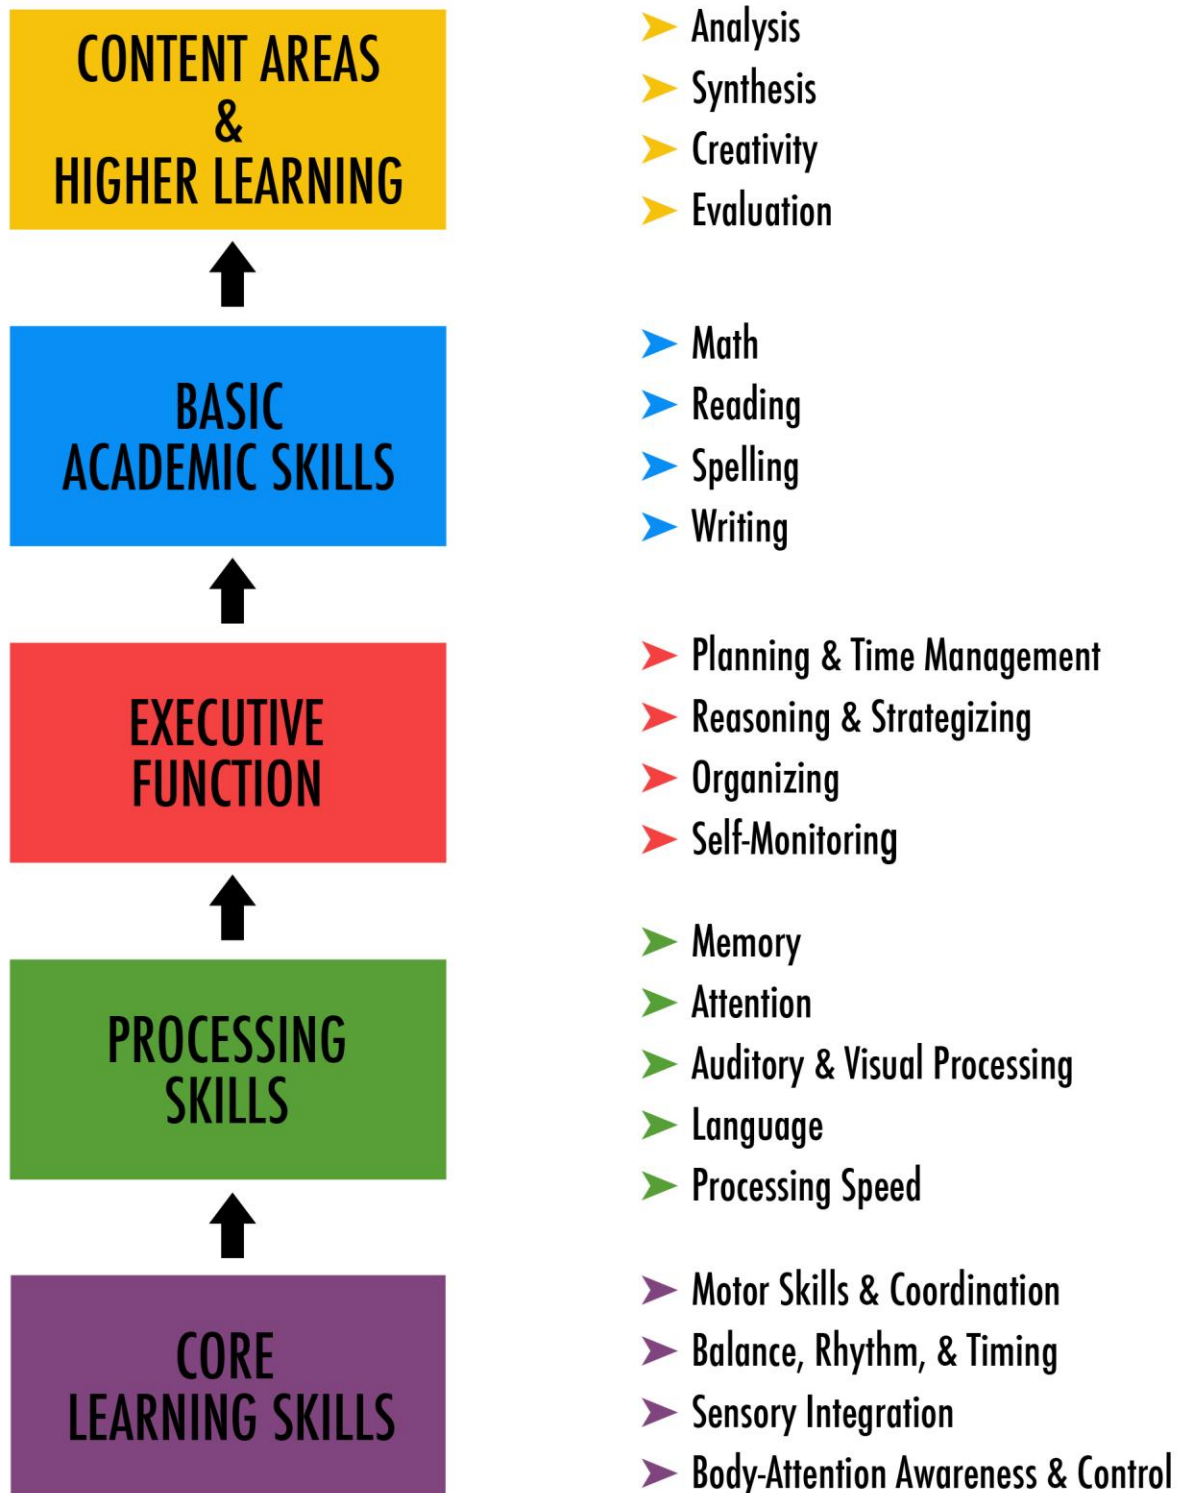 CONTENT AREAS
&
HIGHER LEARNING
Analysis
Synthesis
Creativity
Evaluation
BASIC
ACADEMIC SKILLS
Math
Reading
Spelling
Writing
EXECUTIVE
FUNCTION
Planning & Time Management
Reasoning & Strategizing
Organizing
Self-Monitoring
PROCESSING
SKILLS
Memory
Attention
Auditory & Visual Processing
Language
Processing Speed
CORE
LEARNING SKILLS
Motor Skills & Coordination
Balance, Rhythm, & Timing
Sensory Integration
Body-Attention Awareness & Control